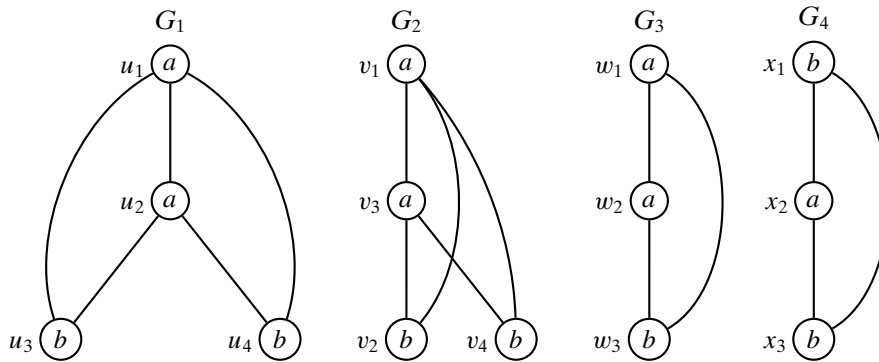 G₁ G₂ G₃ G₄
u₁ a v₁ a w₁ a x₁ b
u₂ a v₃ a w₂ a x₂ a
u₃ b u₄ b v₂ b v₄ b w₃ b x₃ b